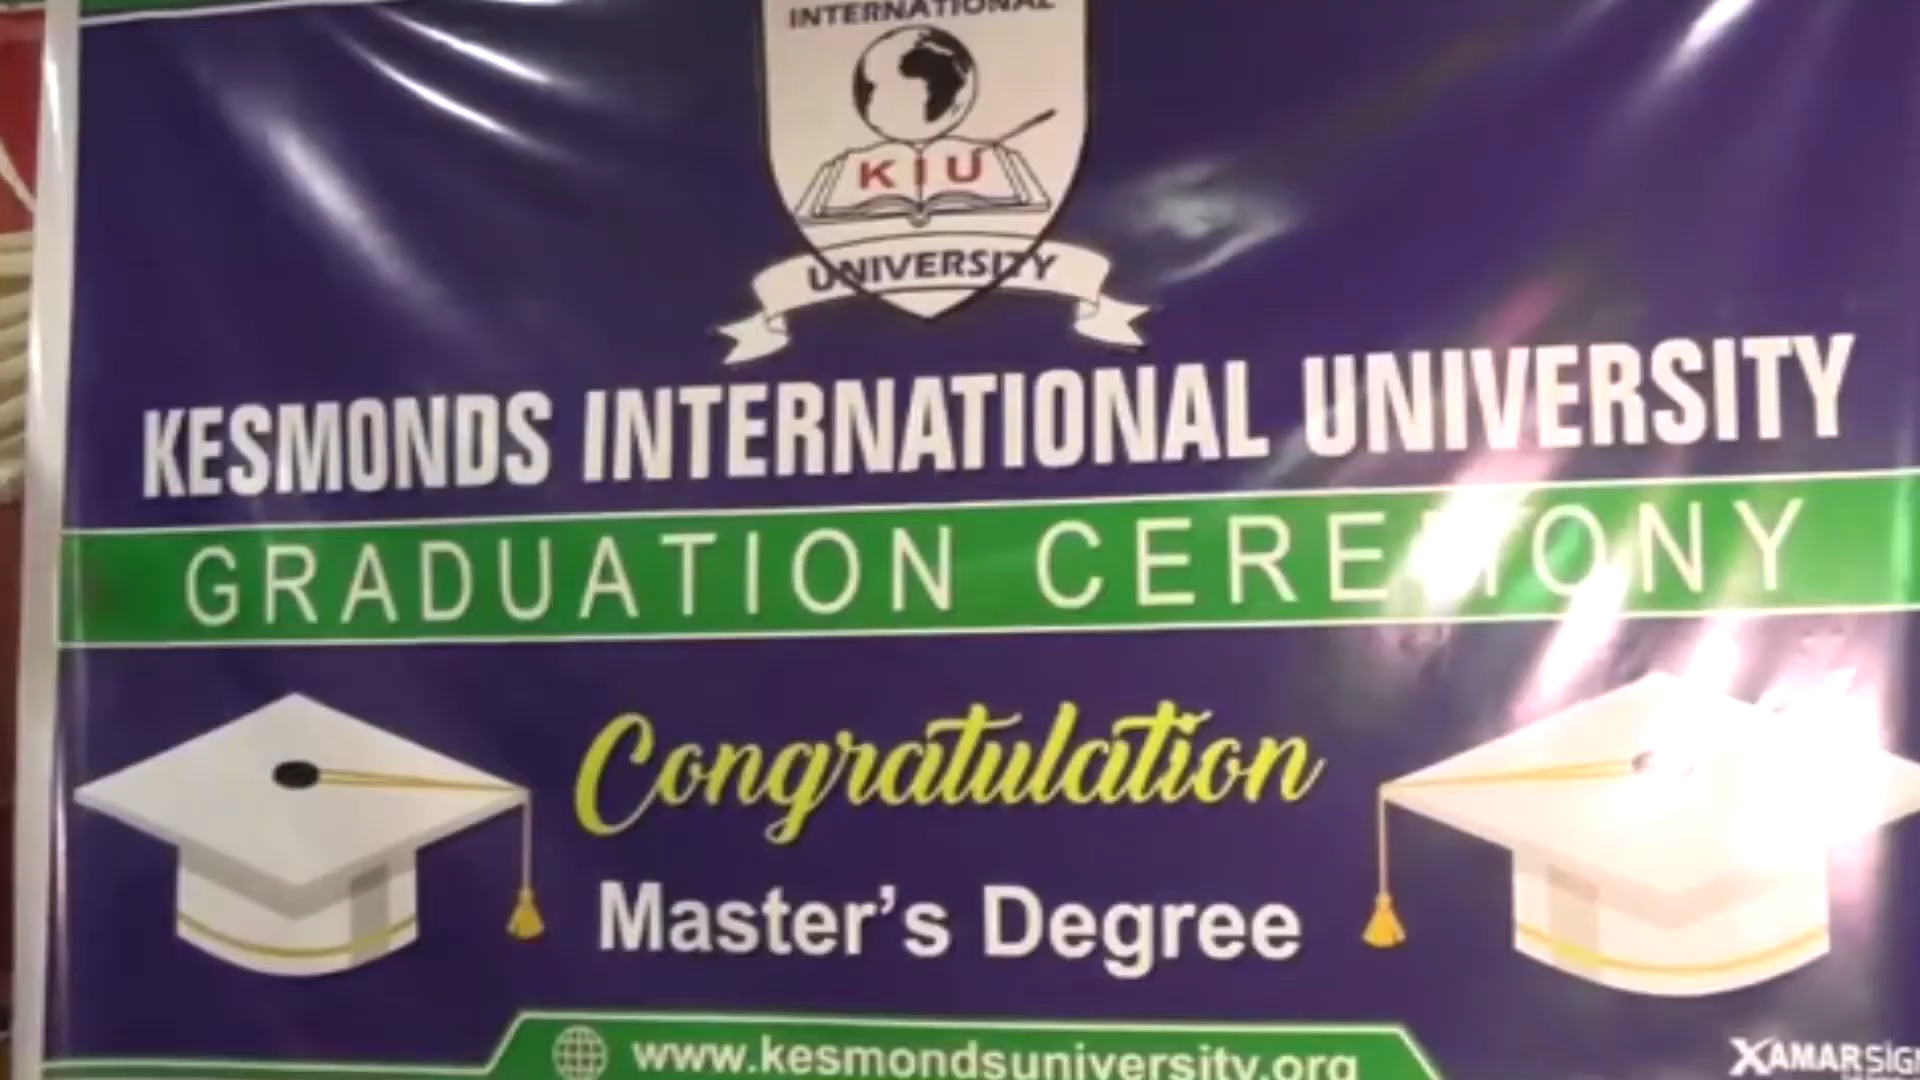 INTERNATIONAL
KIU
UNIVERSITY
KESMONDS INTERNATIONAL UNIVERSITY
GRADUATION CEREMONY
Congratulation
Master's Degree
www.kesmondsuniversity.org